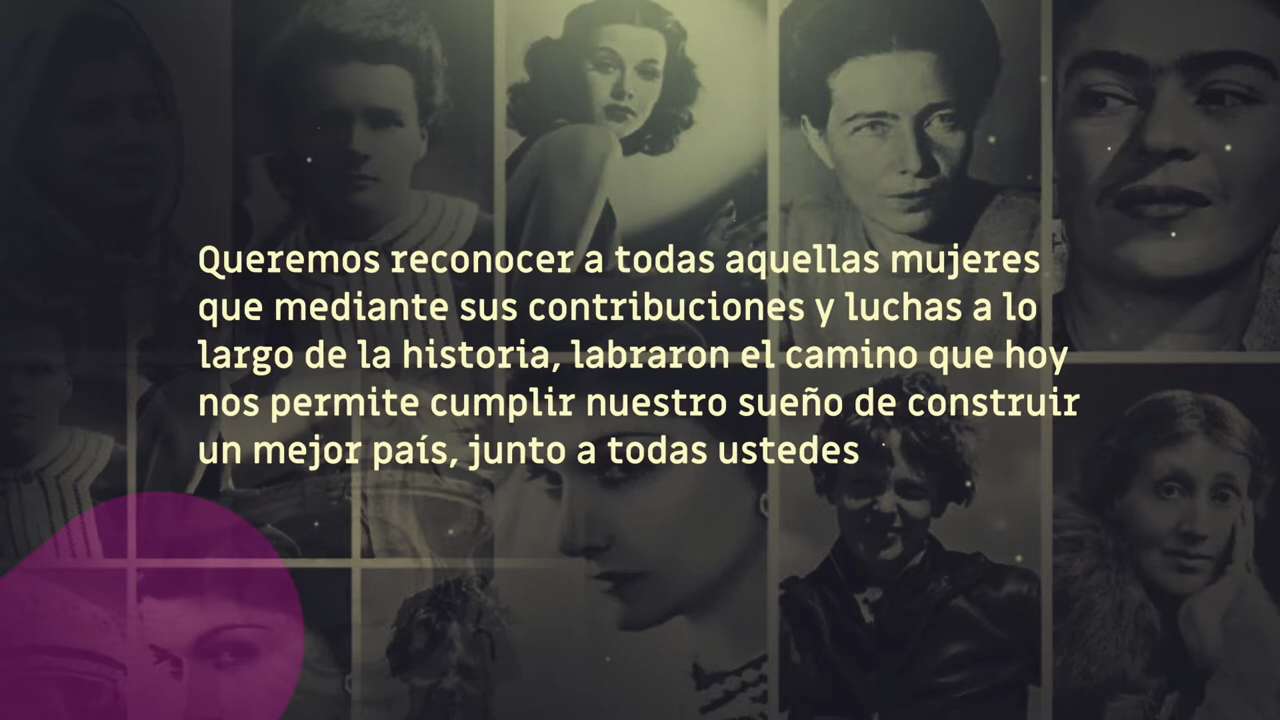 Queremos reconocer a todas aquellas mujeres
que mediante sus contribuciones y luchas a lo
largo de la historia, labraron el camino que hoy
nos permite cumplir nuestro sueño de construir
un mejor país, junto a todas ustedes